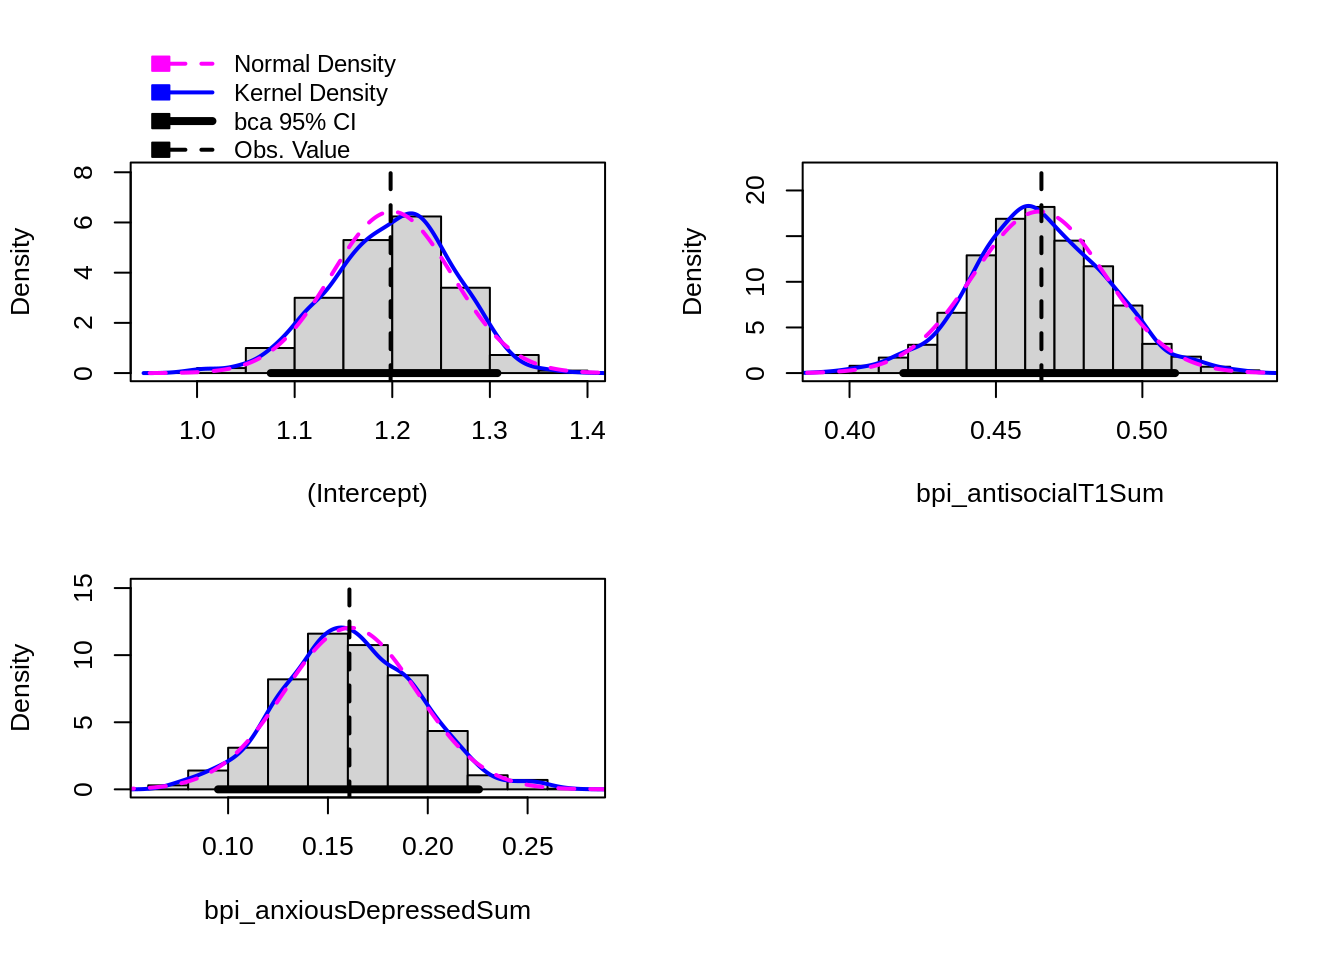 Normal Density
Kernel Density
bca 95% CI
Obs. Value
Density
0 2 4 6 8
1.0 1.1 1.2 1.3 1.4
(Intercept)
Density
0 5 10 20
0.40 0.45 0.50
bpi_antisocialT1Sum
Density
0 5 10 15
0.10 0.15 0.20 0.25
bpi_anxiousDepressedSum